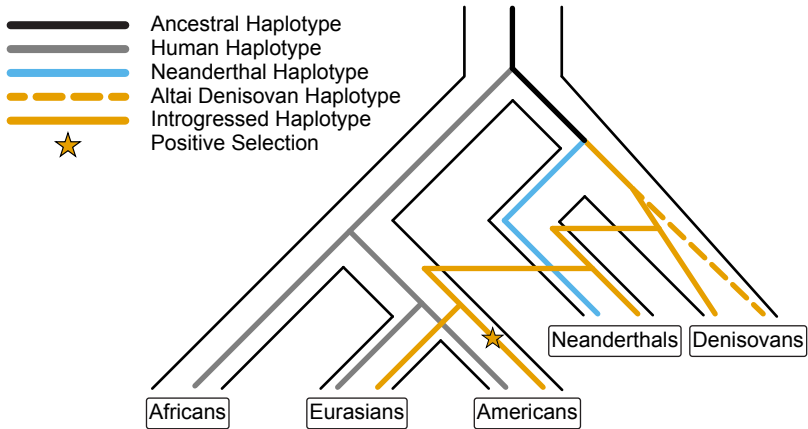 Ancestral Haplotype
Human Haplotype
Neanderthal Haplotype
Altai Denisovan Haplotype
Introgressed Haplotype
Positive Selection
Neanderthals
Denisovans
Africans
Eurasians
Americans